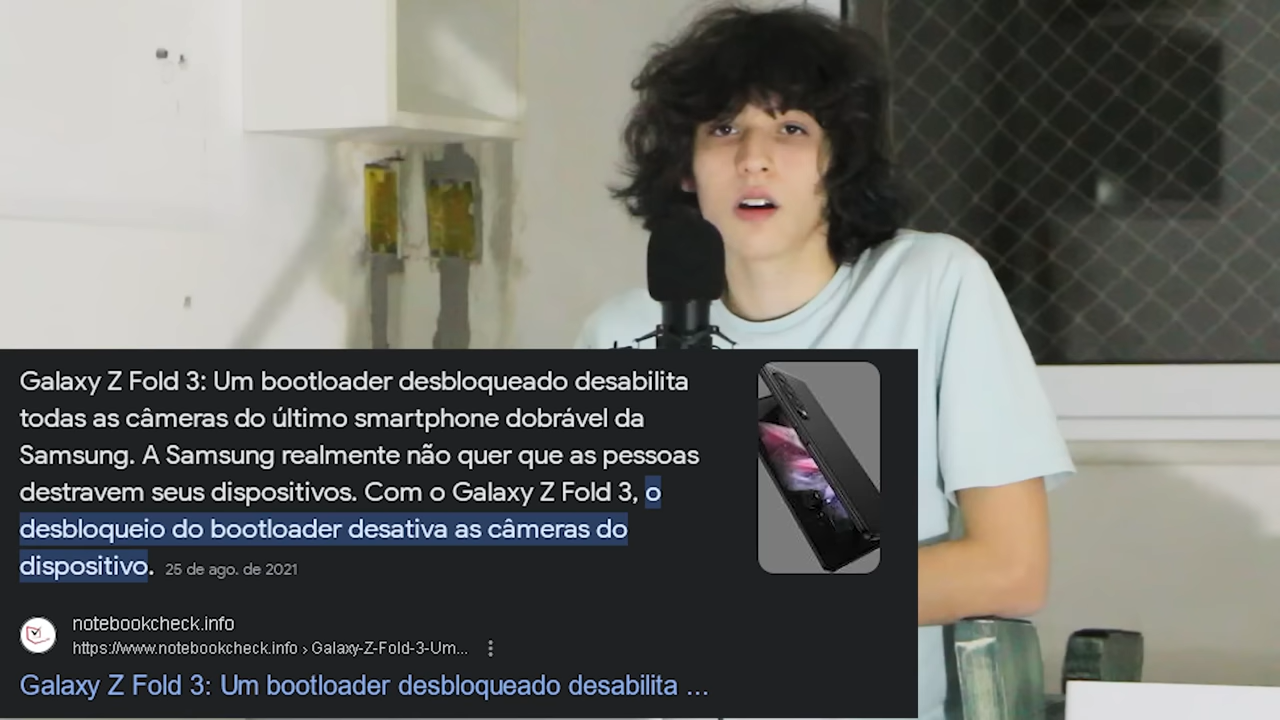 Galaxy Z Fold 3: Um bootloader desbloqueado desabilita
todas as câmeras do último smartphone dobrável da
Samsung. A Samsung realmente não quer que as pessoas
destravem seus dispositivos. Com o Galaxy Z Fold 3, o
desbloqueio do bootloader desativa as câmeras do
dispositivo. 25 de ago. de 2021
notebookcheck.info
https://www.notebookcheck.info › Galaxy-Z-Fold-3-Um...
Galaxy Z Fold 3: Um bootloader desbloqueado desabilita ...